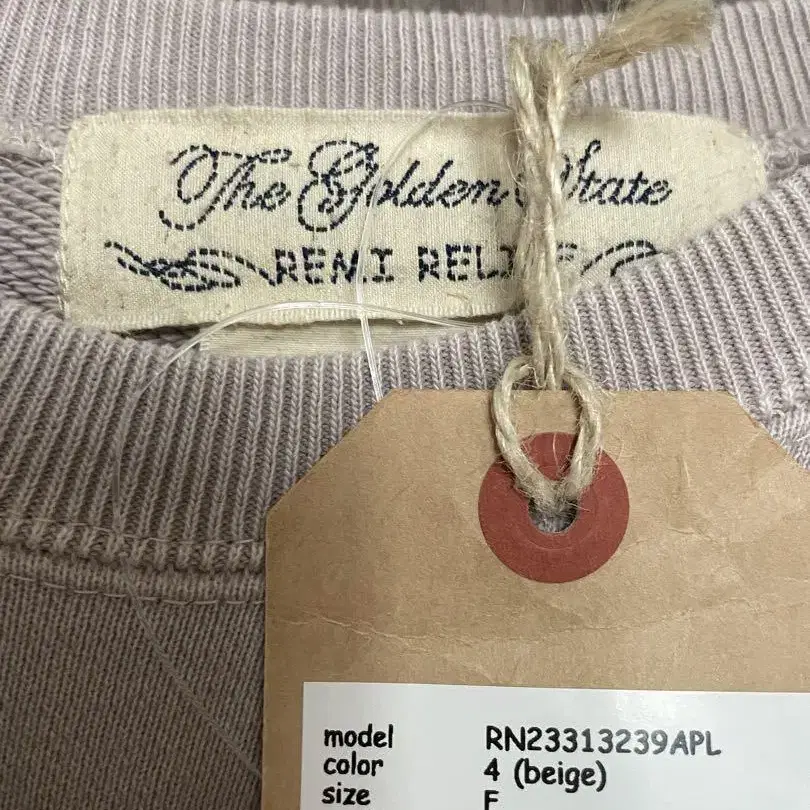 The Golden State
REMI RELIEF
model RN23313239APL
color 4 (beige)
size F